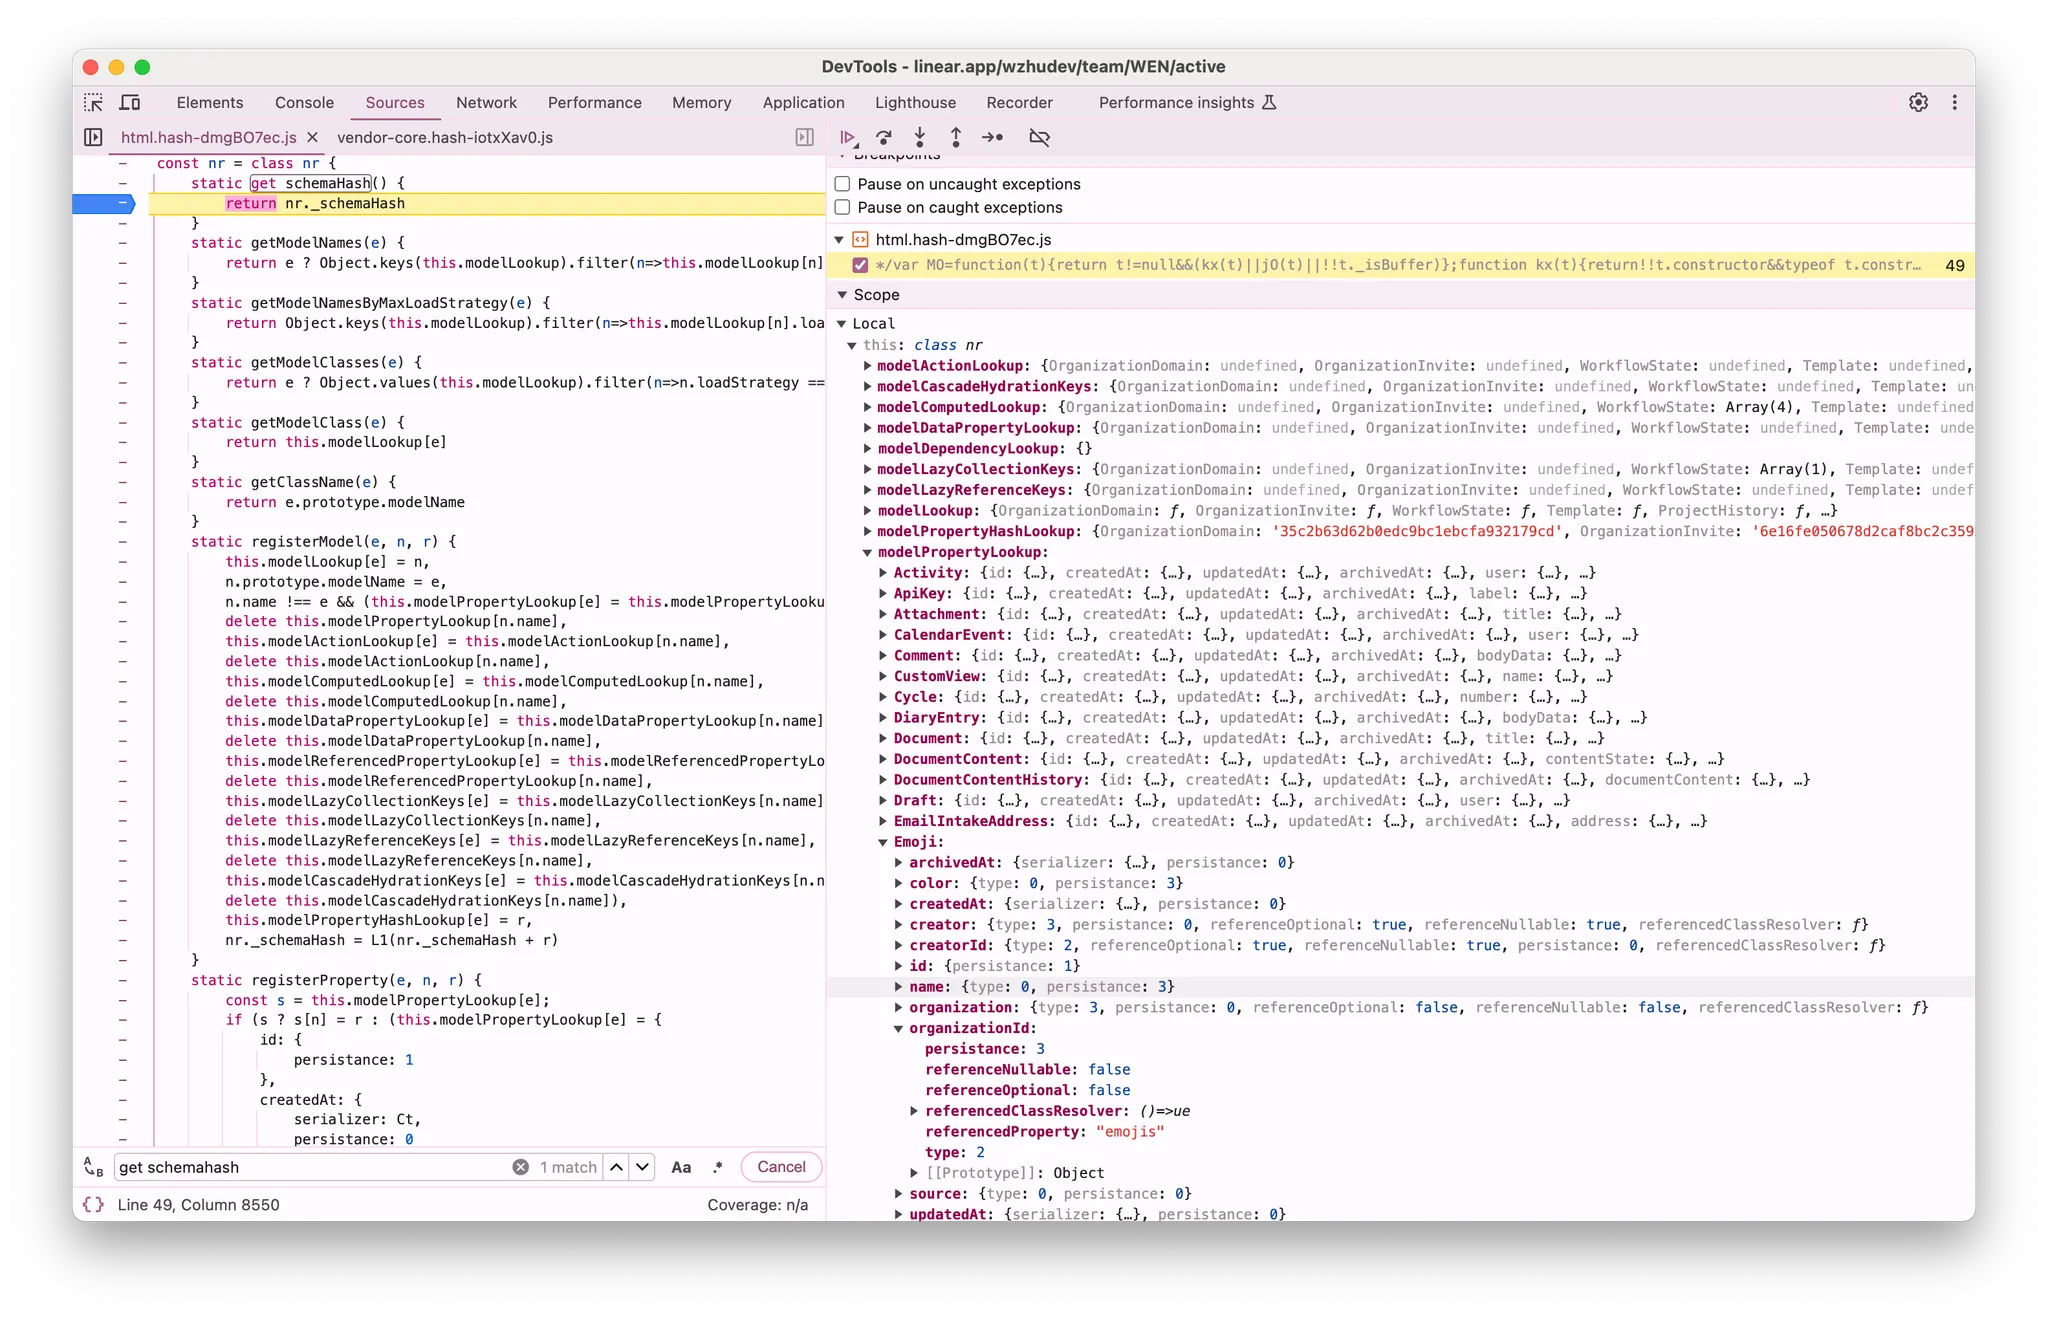 DevTools - linear.app/wzhudev/team/WEN/active
Elements Console Sources Network Performance Memory Application Lighthouse Recorder Performance insights
html.hash-dmgBO7ec.js vendor-core.hash-iotxXav0.js
const nr = class nr {
static get schemaHash() {
return nr._schemaHash
}
static getModelNames(e) {
return e ? Object.keys(this.modelLookup).filter(n=>this.modelLookup[n]
}
static getModelNamesByMaxLoadStrategy(e) {
return Object.keys(this.modelLookup).filter(n=>this.modelLookup[n].loa
}
static getModelClasses(e) {
return e ? Object.values(this.modelLookup).filter(n=>n.loadStrategy ==
}
static getModelClass(e) {
return this.modelLookup[e]
}
static getClassName(e) {
return e.prototype.modelName
}
static registerModel(e, n, r) {
this.modelLookup[e] = n,
n.prototype.modelName = e,
n.name !== e && (this.modelPropertyLookup[e] = this.modelPropertyLooku
delete this.modelPropertyLookup[n.name],
this.modelActionLookup[e] = this.modelActionLookup[n.name],
delete this.modelActionLookup[n.name],
this.modelComputedLookup[e] = this.modelComputedLookup[n.name],
delete this.modelComputedLookup[n.name],
this.modelDataPropertyLookup[e] = this.modelDataPropertyLookup[n.name]
delete this.modelDataPropertyLookup[n.name],
this.modelReferencedPropertyLookup[e] = this.modelReferencedPropertyLo
delete this.modelReferencedPropertyLookup[n.name],
this.modelLazyCollectionKeys[e] = this.modelLazyCollectionKeys[n.name]
delete this.modelLazyCollectionKeys[n.name],
this.modelLazyReferenceKeys[e] = this.modelLazyReferenceKeys[n.name],
delete this.modelLazyReferenceKeys[n.name],
this.modelCascadeHydrationKeys[e] = this.modelCascadeHydrationKeys[n.n
delete this.modelCascadeHydrationKeys[n.name]),
this.modelPropertyHashLookup[e] = r,
nr._schemaHash = L1(nr._schemaHash + r)
}
static registerProperty(e, n, r) {
const s = this.modelPropertyLookup[e];
if (s ? s[n] = r : (this.modelPropertyLookup[e] = {
id: {
persistance: 1
},
createdAt: {
serializer: Ct,
persistance: 0
get schemahash 1 match Aa .* Cancel
{} Line 49, Column 8550 Coverage: n/a
Breakpoints
Pause on uncaught exceptions
Pause on caught exceptions
html.hash-dmgBO7ec.js
*/var MO=function(t){return t!=null&&(kx(t)||jO(t)||!!t._isBuffer)};function kx(t){return!!t.constructor&&typeof t.constr… 49
Scope
Local
this: class nr
modelActionLookup: {OrganizationDomain: undefined, OrganizationInvite: undefined, WorkflowState: undefined, Template: undefined,
modelCascadeHydrationKeys: {OrganizationDomain: undefined, OrganizationInvite: undefined, WorkflowState: undefined, Template: un
modelComputedLookup: {OrganizationDomain: undefined, OrganizationInvite: undefined, WorkflowState: Array(4), Template: undefined
modelDataPropertyLookup: {OrganizationDomain: undefined, OrganizationInvite: undefined, WorkflowState: undefined, Template: unde
modelDependencyLookup: {}
modelLazyCollectionKeys: {OrganizationDomain: undefined, OrganizationInvite: undefined, WorkflowState: Array(1), Template: undef
modelLazyReferenceKeys: {OrganizationDomain: undefined, OrganizationInvite: undefined, WorkflowState: undefined, Template: undef
modelLookup: {OrganizationDomain: ƒ, OrganizationInvite: ƒ, WorkflowState: ƒ, Template: ƒ, ProjectHistory: ƒ, …}
modelPropertyHashLookup: {OrganizationDomain: '35c2b63d62b0edc9bc1ebcfa932179cd', OrganizationInvite: '6e16fe050678d2caf8bc2c359
modelPropertyLookup:
Activity: {id: {…}, createdAt: {…}, updatedAt: {…}, archivedAt: {…}, user: {…}, …}
ApiKey: {id: {…}, createdAt: {…}, updatedAt: {…}, archivedAt: {…}, label: {…}, …}
Attachment: {id: {…}, createdAt: {…}, updatedAt: {…}, archivedAt: {…}, title: {…}, …}
CalendarEvent: {id: {…}, createdAt: {…}, updatedAt: {…}, archivedAt: {…}, user: {…}, …}
Comment: {id: {…}, createdAt: {…}, updatedAt: {…}, archivedAt: {…}, bodyData: {…}, …}
CustomView: {id: {…}, createdAt: {…}, updatedAt: {…}, archivedAt: {…}, name: {…}, …}
Cycle: {id: {…}, createdAt: {…}, updatedAt: {…}, archivedAt: {…}, number: {…}, …}
DiaryEntry: {id: {…}, createdAt: {…}, updatedAt: {…}, archivedAt: {…}, bodyData: {…}, …}
Document: {id: {…}, createdAt: {…}, updatedAt: {…}, archivedAt: {…}, title: {…}, …}
DocumentContent: {id: {…}, createdAt: {…}, updatedAt: {…}, archivedAt: {…}, contentState: {…}, …}
DocumentContentHistory: {id: {…}, createdAt: {…}, updatedAt: {…}, archivedAt: {…}, documentContent: {…}, …}
Draft: {id: {…}, createdAt: {…}, updatedAt: {…}, archivedAt: {…}, user: {…}, …}
EmailIntakeAddress: {id: {…}, createdAt: {…}, updatedAt: {…}, archivedAt: {…}, address: {…}, …}
Emoji:
archivedAt: {serializer: {…}, persistance: 0}
color: {type: 0, persistance: 3}
createdAt: {serializer: {…}, persistance: 0}
creator: {type: 3, persistance: 0, referenceOptional: true, referenceNullable: true, referencedClassResolver: ƒ}
creatorId: {type: 2, referenceOptional: true, referenceNullable: true, persistance: 0, referencedClassResolver: ƒ}
id: {persistance: 1}
name: {type: 0, persistance: 3}
organization: {type: 3, persistance: 0, referenceOptional: false, referenceNullable: false, referencedClassResolver: ƒ}
organizationId:
persistance: 3
referenceNullable: false
referenceOptional: false
referencedClassResolver: ()=>ue
referencedProperty: "emojis"
type: 2
[[Prototype]]: Object
source: {type: 0, persistance: 0}
updatedAt: {serializer: {…}, persistance: 0}